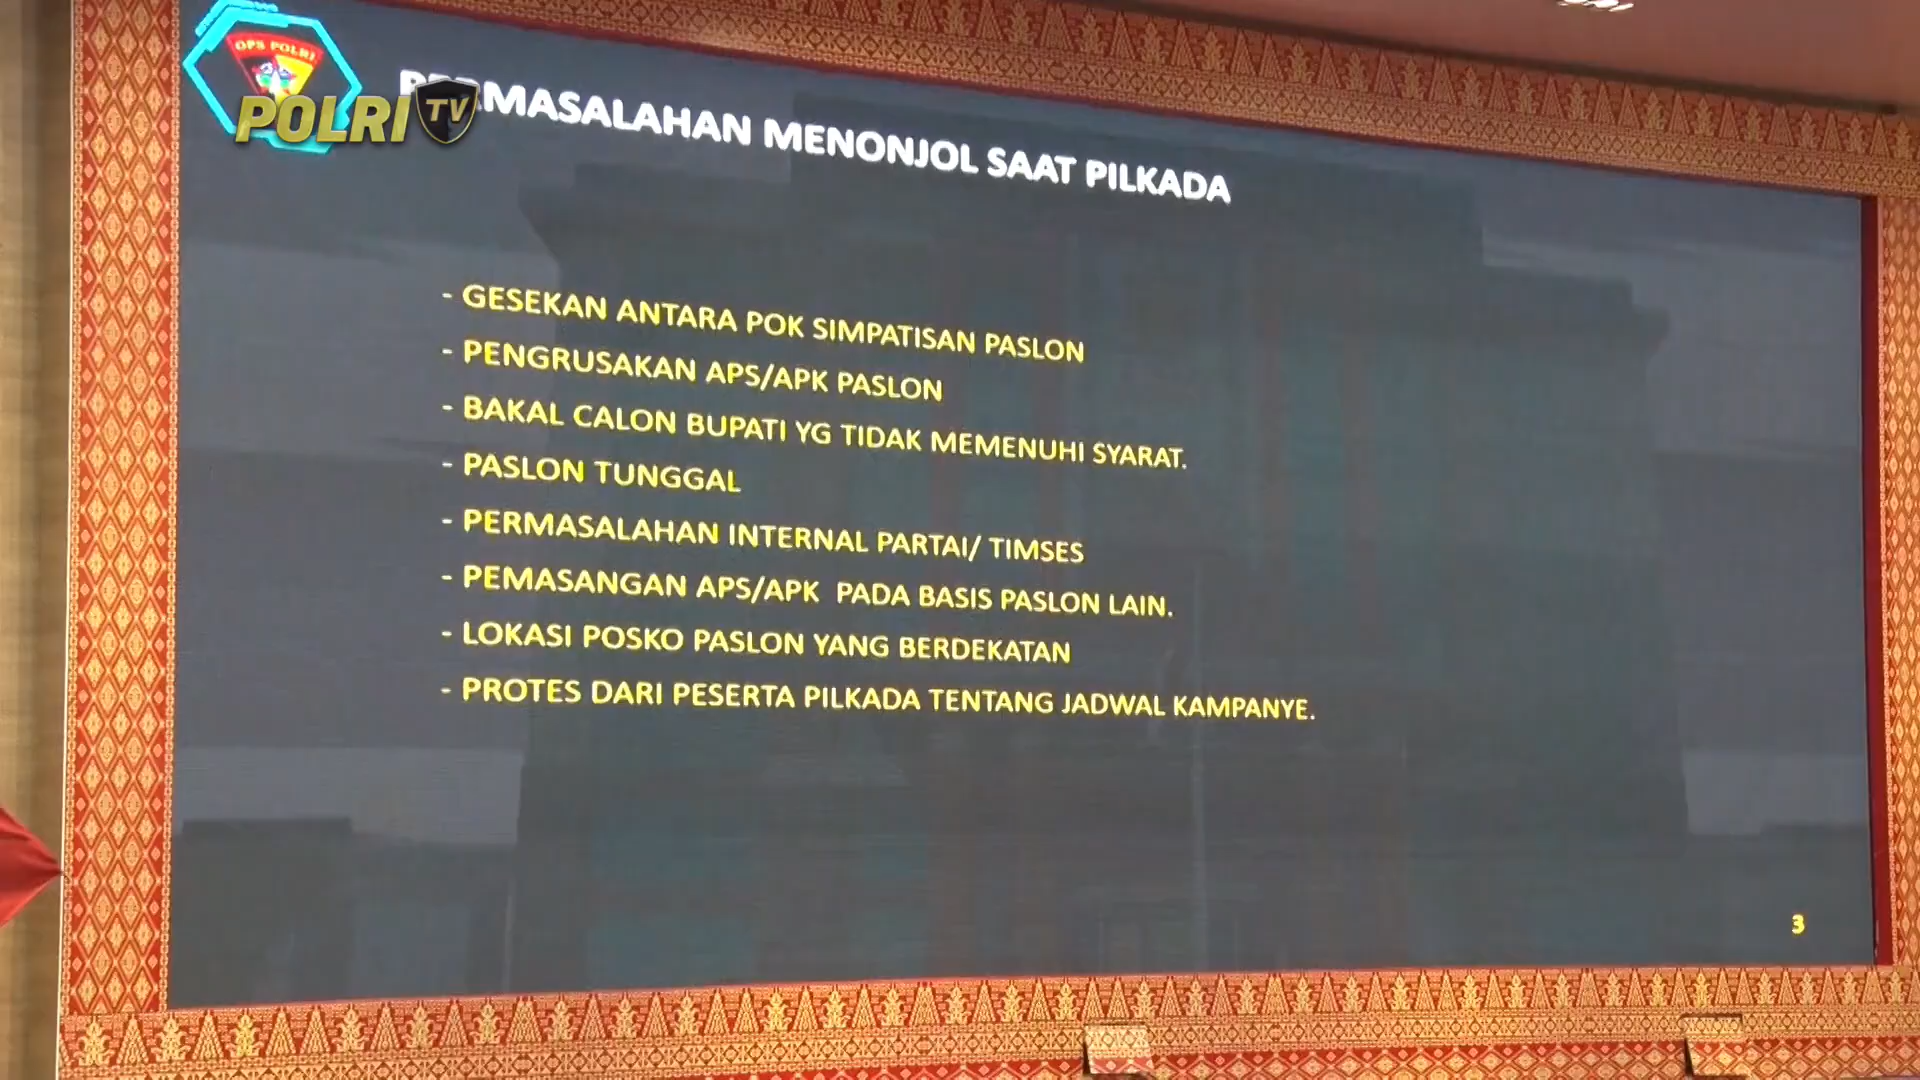 OPS POLRI
POLRI TV
PERMASALAHAN MENONJOL SAAT PILKADA
- GESEKAN ANTARA POK SIMPATISAN PASLON
- PENGRUSAKAN APS/APK PASLON
- BAKAL CALON BUPATI YG TIDAK MEMENUHI SYARAT.
- PASLON TUNGGAL
- PERMASALAHAN INTERNAL PARTAI/ TIMSES
- PEMASANGAN APS/APK PADA BASIS PASLON LAIN.
- LOKASI POSKO PASLON YANG BERDEKATAN
- PROTES DARI PESERTA PILKADA TENTANG JADWAL KAMPANYE.
3